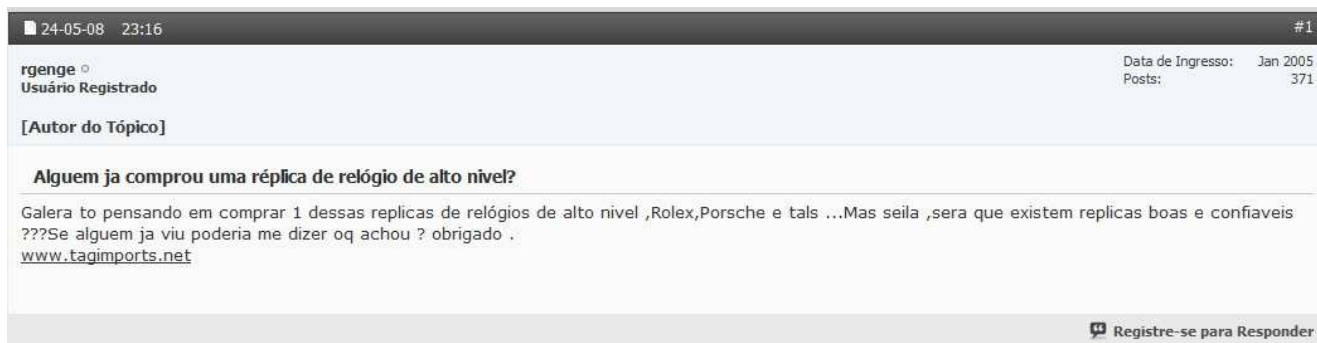 24-05-08 23:16 #1
rgenge Data de Ingresso: Jan 2005
Usuário Registrado Posts: 371
[Autor do Tópico]
Alguem ja comprou uma réplica de relógio de alto nivel?
Galera to pensando em comprar 1 dessas replicas de relógios de alto nivel ,Rolex,Porsche e tals ...Mas seila ,sera que existem replicas boas e confiaveis
???Se alguem ja viu poderia me dizer oq achou ? obrigado .
www.tagimports.net
Registre-se para Responder